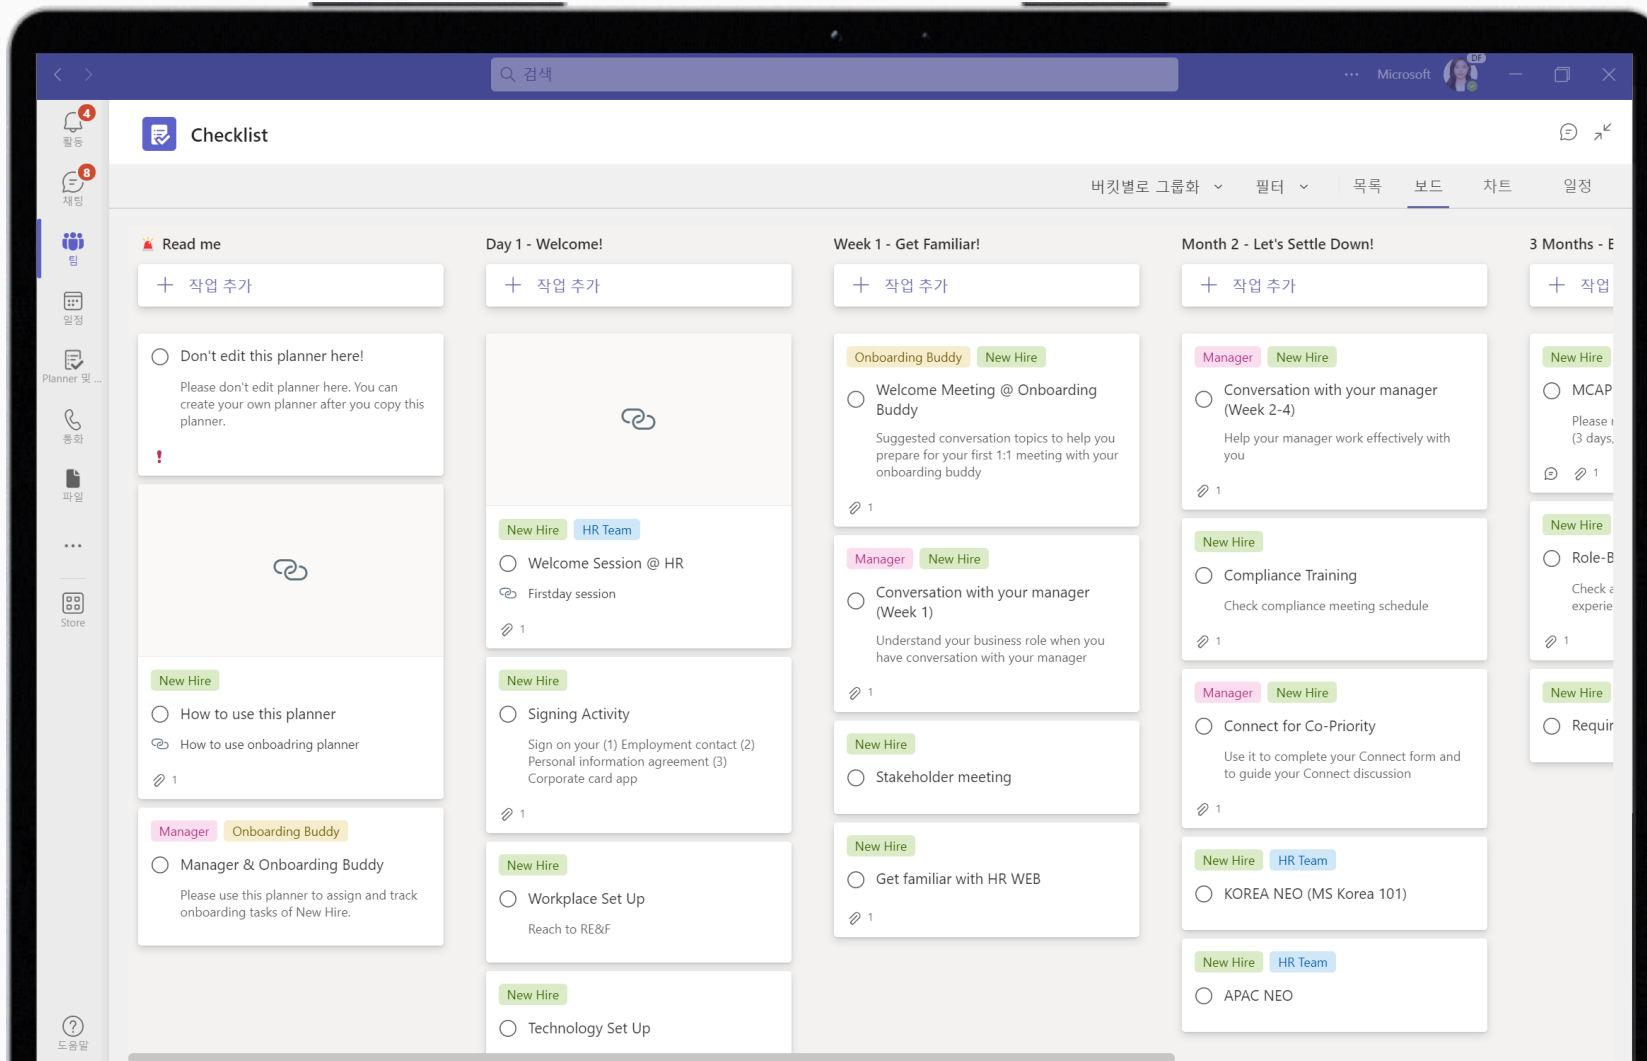 검색
Microsoft
DF
4
활동
8
채팅
팀
일정
Planner 및 ...
통화
파일
Store
도움말
Checklist
버킷별로 그룹화
필터
목록
보드
차트
일정
Read me
작업 추가
Don't edit this planner here!
Please don't edit planner here. You can
create your own planner after you copy this
planner.
New Hire
How to use this planner
How to use onboadring planner
1
Manager
Onboarding Buddy
Manager & Onboarding Buddy
Please use this planner to assign and track
onboarding tasks of New Hire.
Day 1 - Welcome!
작업 추가
New Hire
HR Team
Welcome Session @ HR
Firstday session
1
New Hire
Signing Activity
Sign on your (1) Employment contact (2)
Personal information agreement (3)
Corporate card app
1
New Hire
Workplace Set Up
Reach to RE&F
New Hire
Technology Set Up
Week 1 - Get Familiar!
작업 추가
Onboarding Buddy
New Hire
Welcome Meeting @ Onboarding
Buddy
Suggested conversation topics to help you
prepare for your first 1:1 meeting with your
onboarding buddy
1
Manager
New Hire
Conversation with your manager
(Week 1)
Understand your business role when you
have conversation with your manager
1
New Hire
Stakeholder meeting
New Hire
Get familiar with HR WEB
1
Month 2 - Let's Settle Down!
작업 추가
Manager
New Hire
Conversation with your manager
(Week 2-4)
Help your manager work effectively with
you
1
New Hire
Compliance Training
Check compliance meeting schedule
1
Manager
New Hire
Connect for Co-Priority
Use it to complete your Connect form and
to guide your Connect discussion
1
New Hire
HR Team
KOREA NEO (MS Korea 101)
New Hire
HR Team
APAC NEO
3 Months -
작업
New Hire
MCAP
Please
(3 days,
1
New Hire
Role-B
Check
experie
1
New Hire
Requir